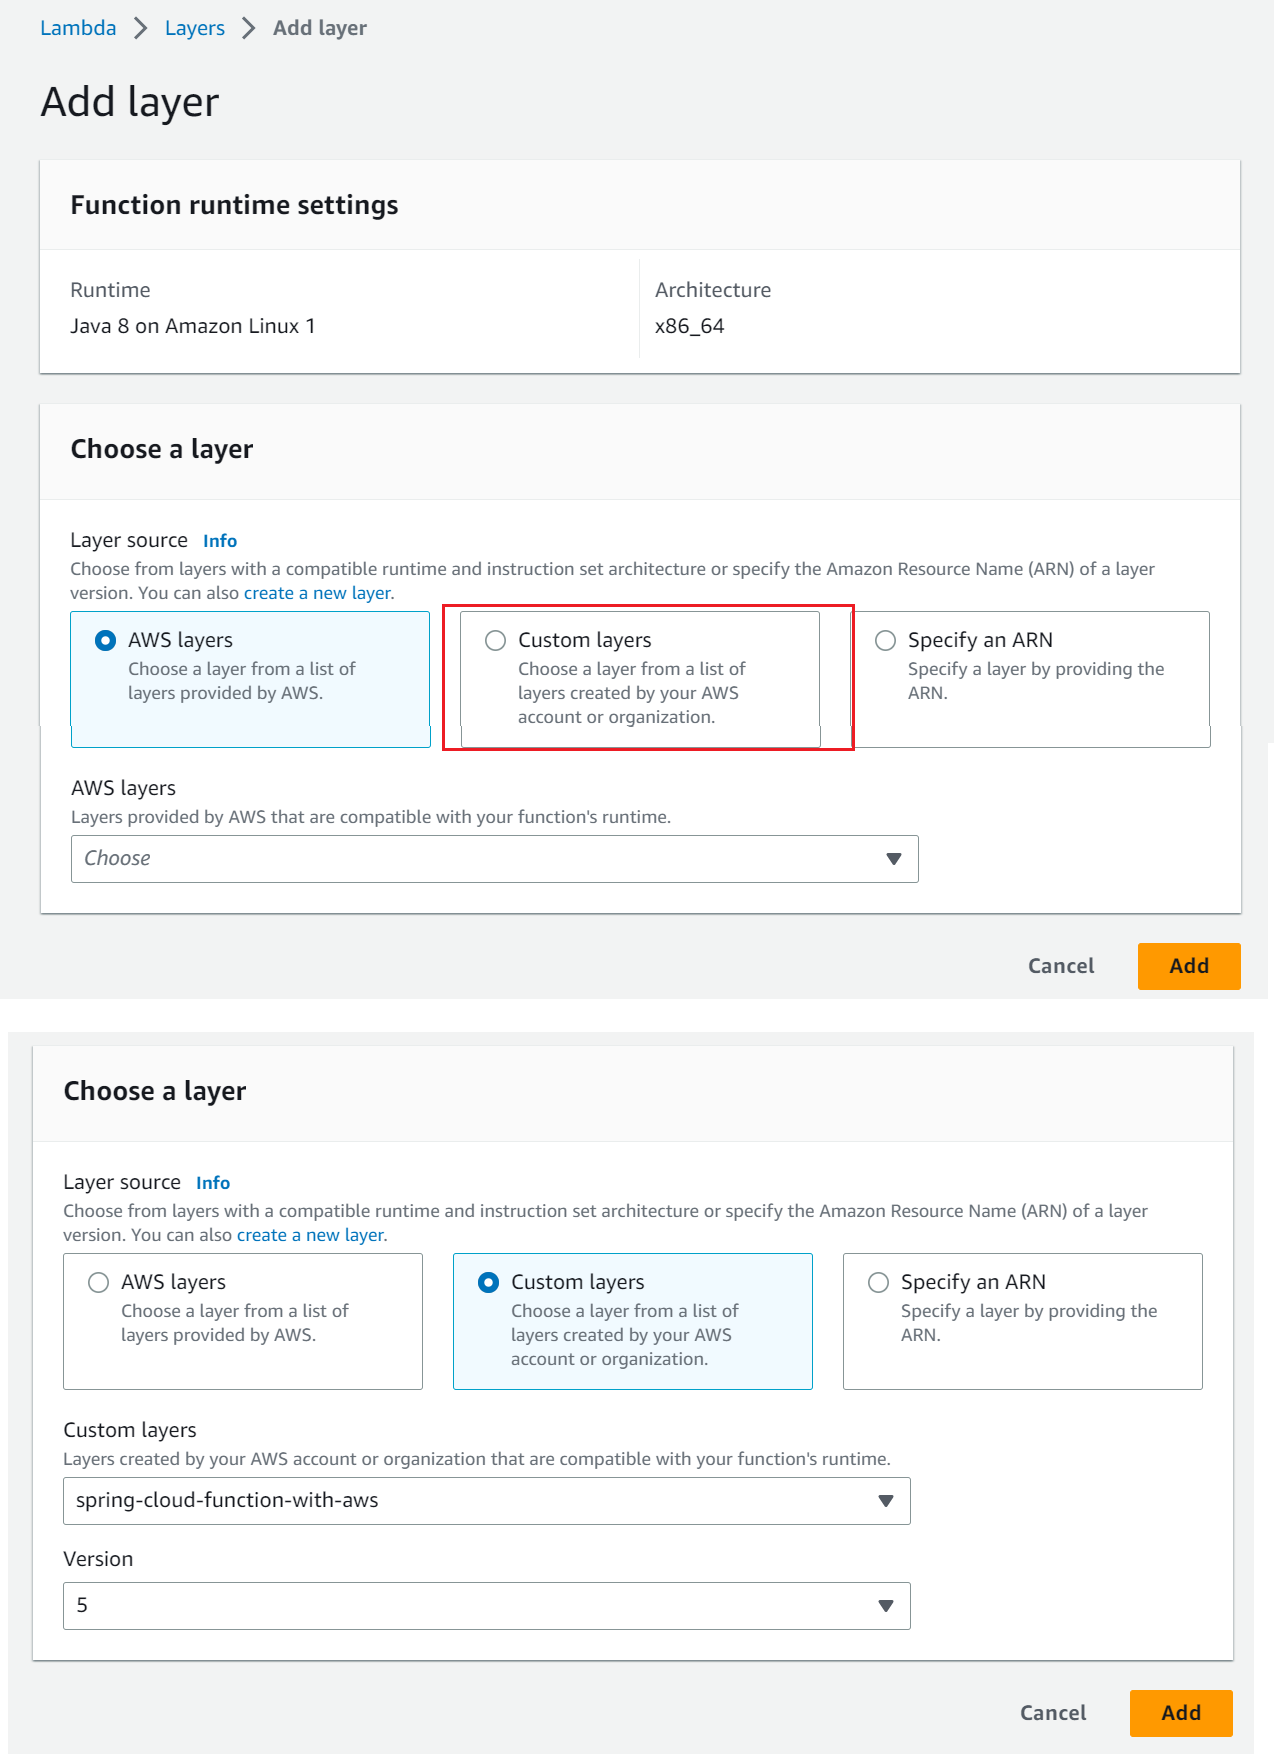 Lambda > Layers > Add layer
Add layer
Function runtime settings
Runtime
Java 8 on Amazon Linux 1
Architecture
x86_64
Choose a layer
Layer source Info
Choose from layers with a compatible runtime and instruction set architecture or specify the Amazon Resource Name (ARN) of a layer
version. You can also create a new layer.
AWS layers
Choose a layer from a list of
layers provided by AWS.
Custom layers
Choose a layer from a list of
layers created by your AWS
account or organization.
Specify an ARN
Specify a layer by providing the
ARN.
AWS layers
Layers provided by AWS that are compatible with your function's runtime.
Choose
Cancel
Add
Choose a layer
Layer source Info
Choose from layers with a compatible runtime and instruction set architecture or specify the Amazon Resource Name (ARN) of a layer
version. You can also create a new layer.
AWS layers
Choose a layer from a list of
layers provided by AWS.
Custom layers
Choose a layer from a list of
layers created by your AWS
account or organization.
Specify an ARN
Specify a layer by providing the
ARN.
Custom layers
Layers created by your AWS account or organization that are compatible with your function's runtime.
spring-cloud-function-with-aws
Version
5
Cancel
Add